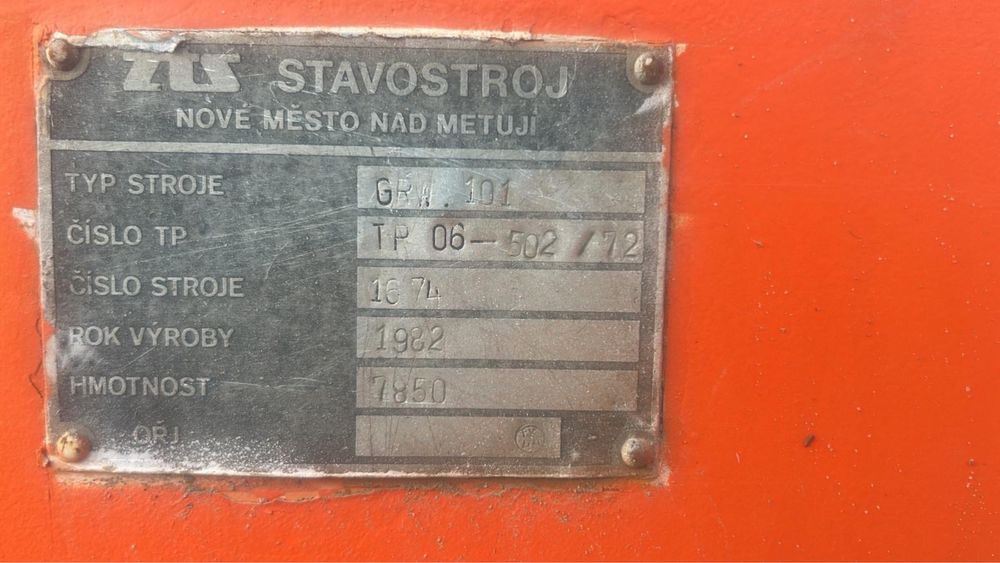 ZTS STAVOSTROJ
NOVÉ MĚSTO NAD METUJÍ
TYP STROJE GRW. 101
ČÍSLO TP TP 06-502/72
ČÍSLO STROJE 1674
ROK VÝROBY 1982
HMOTNOST 7850
OŘJ